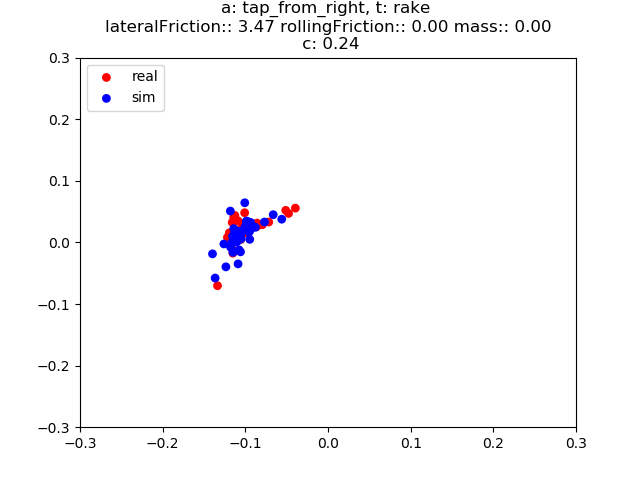 a: tap_from_right, t: rake
lateralFriction:: 3.47 rollingFriction:: 0.00 mass:: 0.00
c: 0.24
real
sim
0.3
0.2
0.1
0.0
−0.1
−0.2
−0.3
−0.3 −0.2 −0.1 0.0 0.1 0.2 0.3